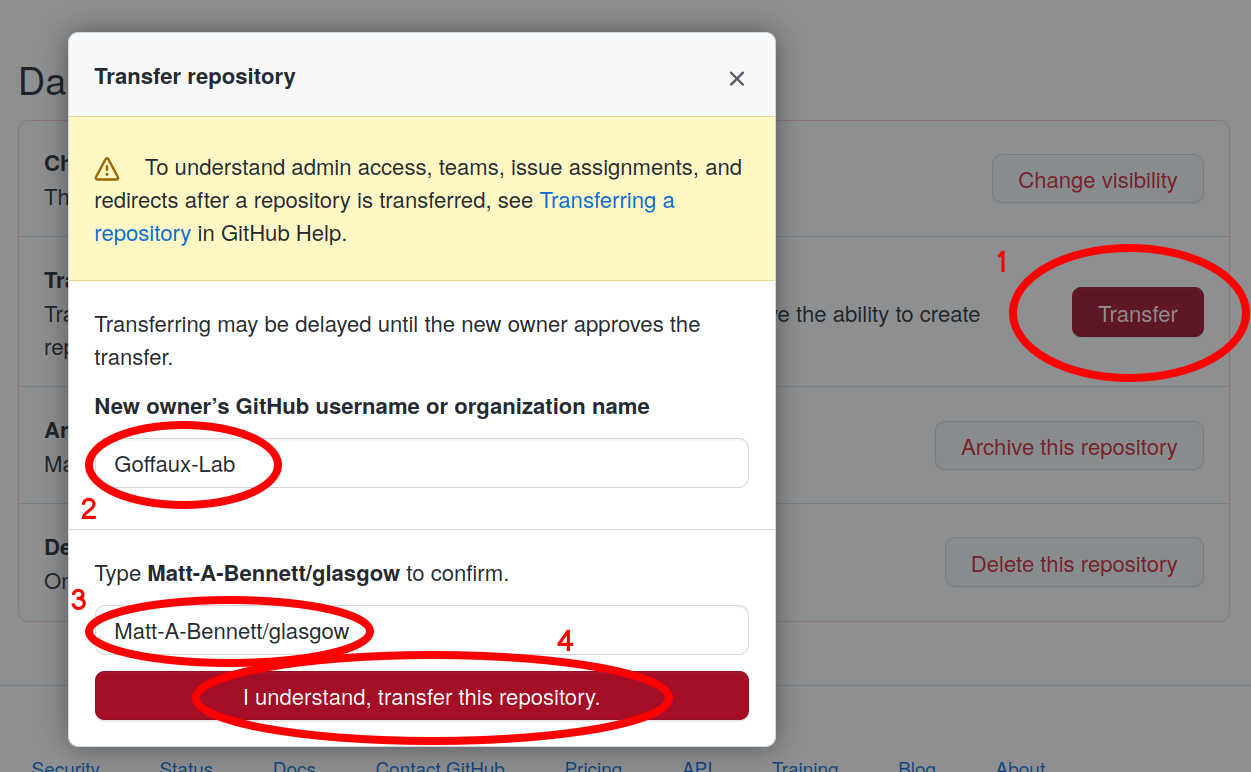 Transfer repository
Da
To understand admin access, teams, issue assignments, and
redirects after a repository is transferred, see Transferring a
repository in GitHub Help.
Ch
Th
Change visibility
1
Tra
Tra
ve the ability to create
rep
Transfer
Transferring may be delayed until the new owner approves the
transfer.
New owner’s GitHub username or organization name
Goffaux-Lab
2
Ar
Ma
Archive this repository
Type Matt-A-Bennett/glasgow to confirm.
De
On
Delete this repository
3
Matt-A-Bennett/glasgow
4
I understand, transfer this repository.
Security Status Docs Contact GitHub Pricing API Training Blog About